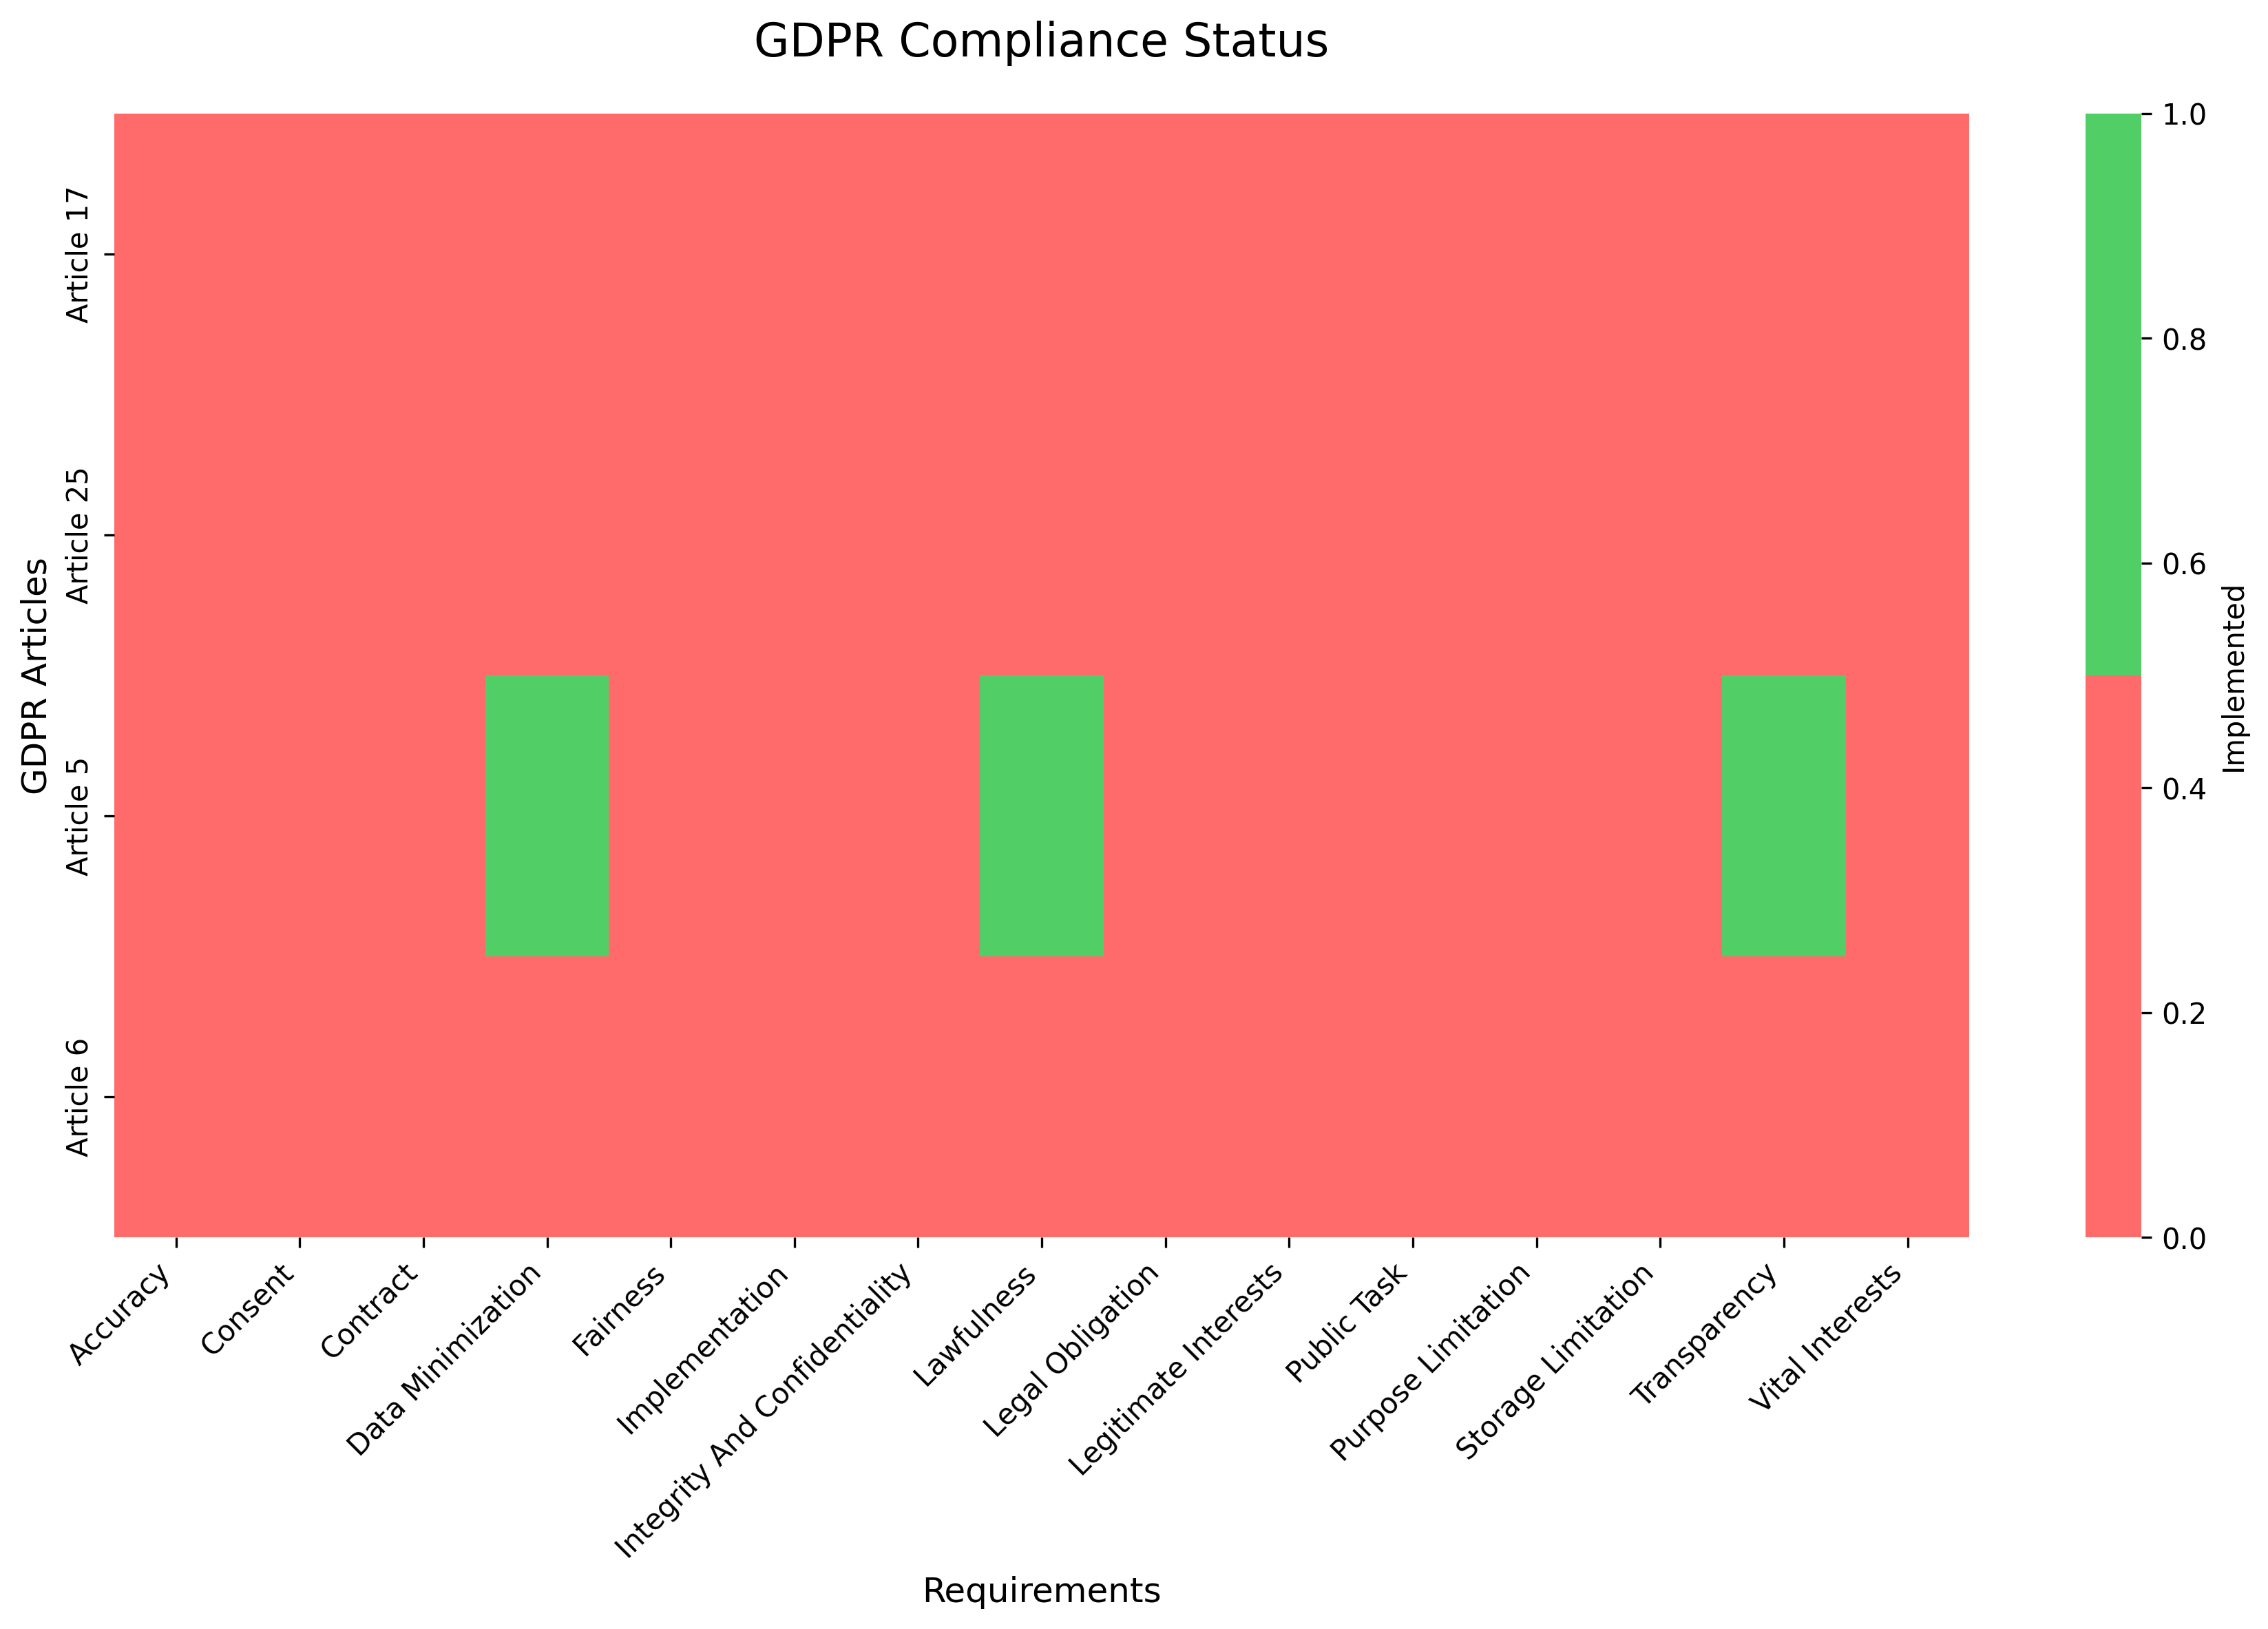 GDPR Compliance Status
GDPR Articles
Article 17
Article 25
Article 5
Article 6
Accuracy
Consent
Contract
Data Minimization
Fairness
Implementation
Integrity And Confidentiality
Lawfulness
Legal Obligation
Legitimate Interests
Public Task
Purpose Limitation
Storage Limitation
Transparency
Vital Interests
Requirements
1.0
0.8
0.6
0.4
0.2
0.0
Implemented